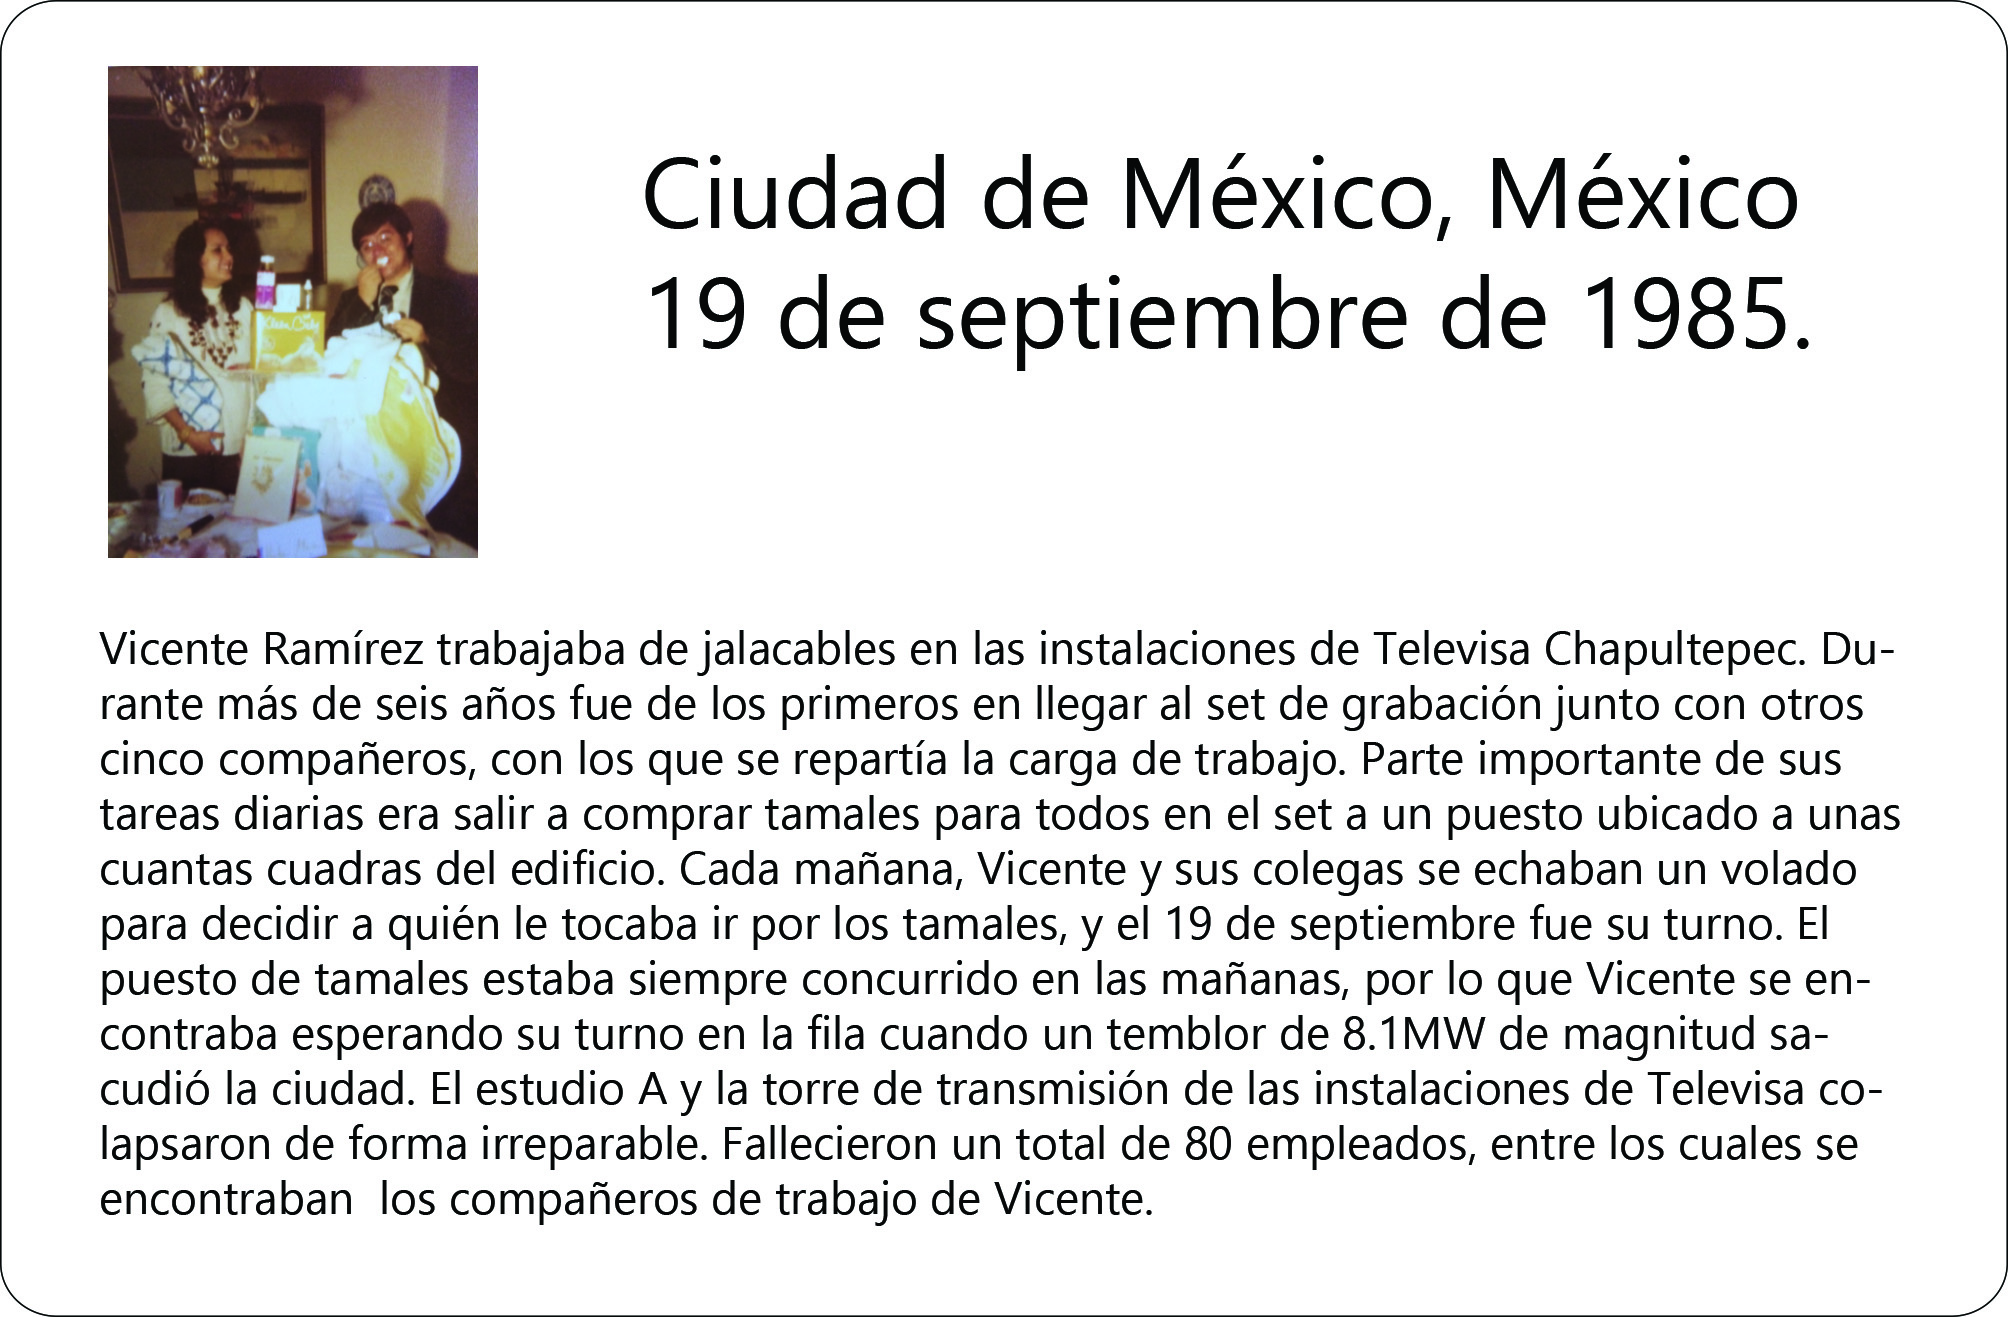 Ciudad de México, México
19 de septiembre de 1985.
Vicente Ramírez trabajaba de jalacables en las instalaciones de Televisa Chapultepec. Du-
rante más de seis años fue de los primeros en llegar al set de grabación junto con otros
cinco compañeros, con los que se repartía la carga de trabajo. Parte importante de sus
tareas diarias era salir a comprar tamales para todos en el set a un puesto ubicado a unas
cuantas cuadras del edificio. Cada mañana, Vicente y sus colegas se echaban un volado
para decidir a quién le tocaba ir por los tamales, y el 19 de septiembre fue su turno. El
puesto de tamales estaba siempre concurrido en las mañanas, por lo que Vicente se en-
contraba esperando su turno en la fila cuando un temblor de 8.1MW de magnitud sa-
cudió la ciudad. El estudio A y la torre de transmisión de las instalaciones de Televisa co-
lapsaron de forma irreparable. Fallecieron un total de 80 empleados, entre los cuales se
encontraban  los compañeros de trabajo de Vicente.